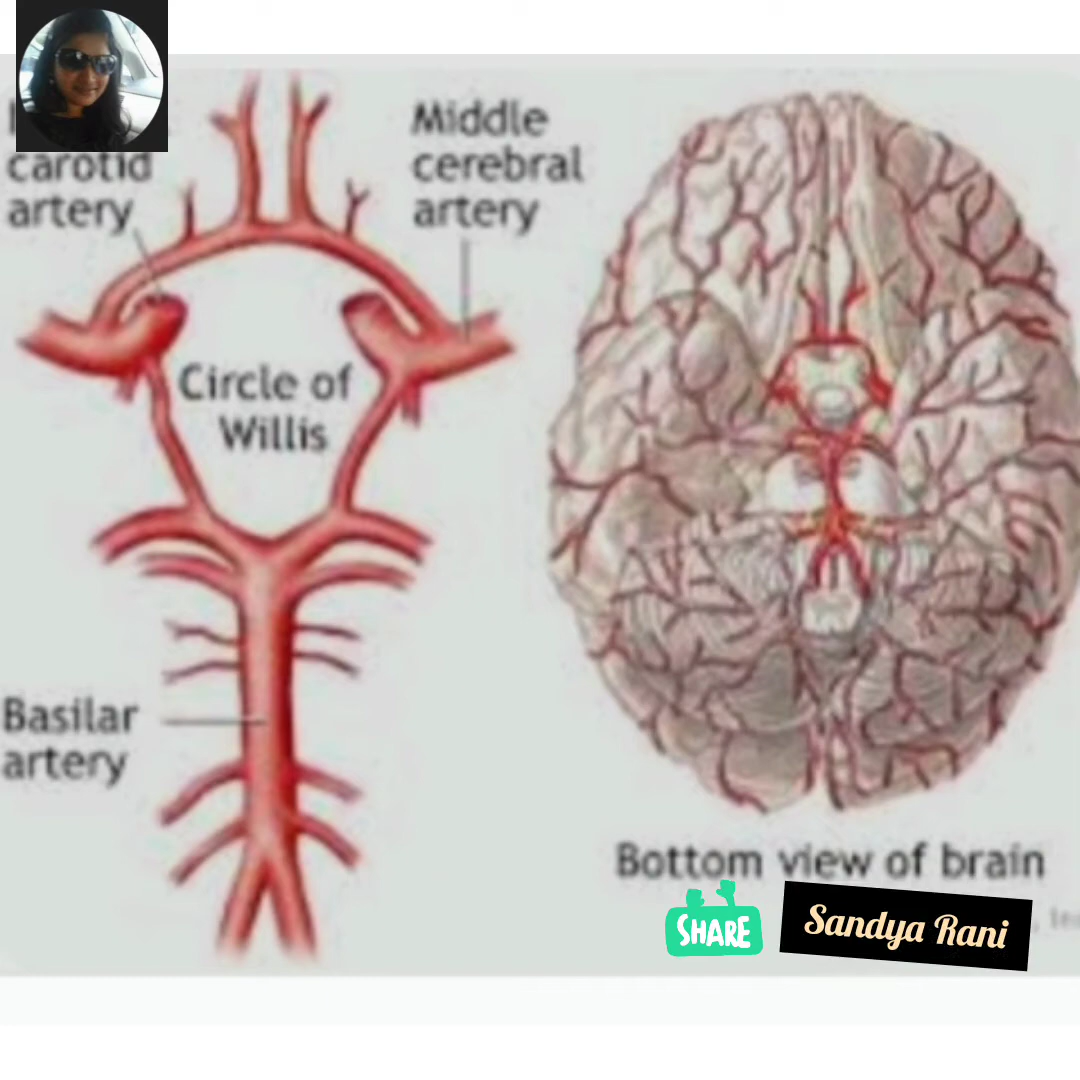 carotid
artery
Middle
cerebral
artery
Circle of
Willis
Basilar
artery
Bottom view of brain
SHARE
Sandya Rani